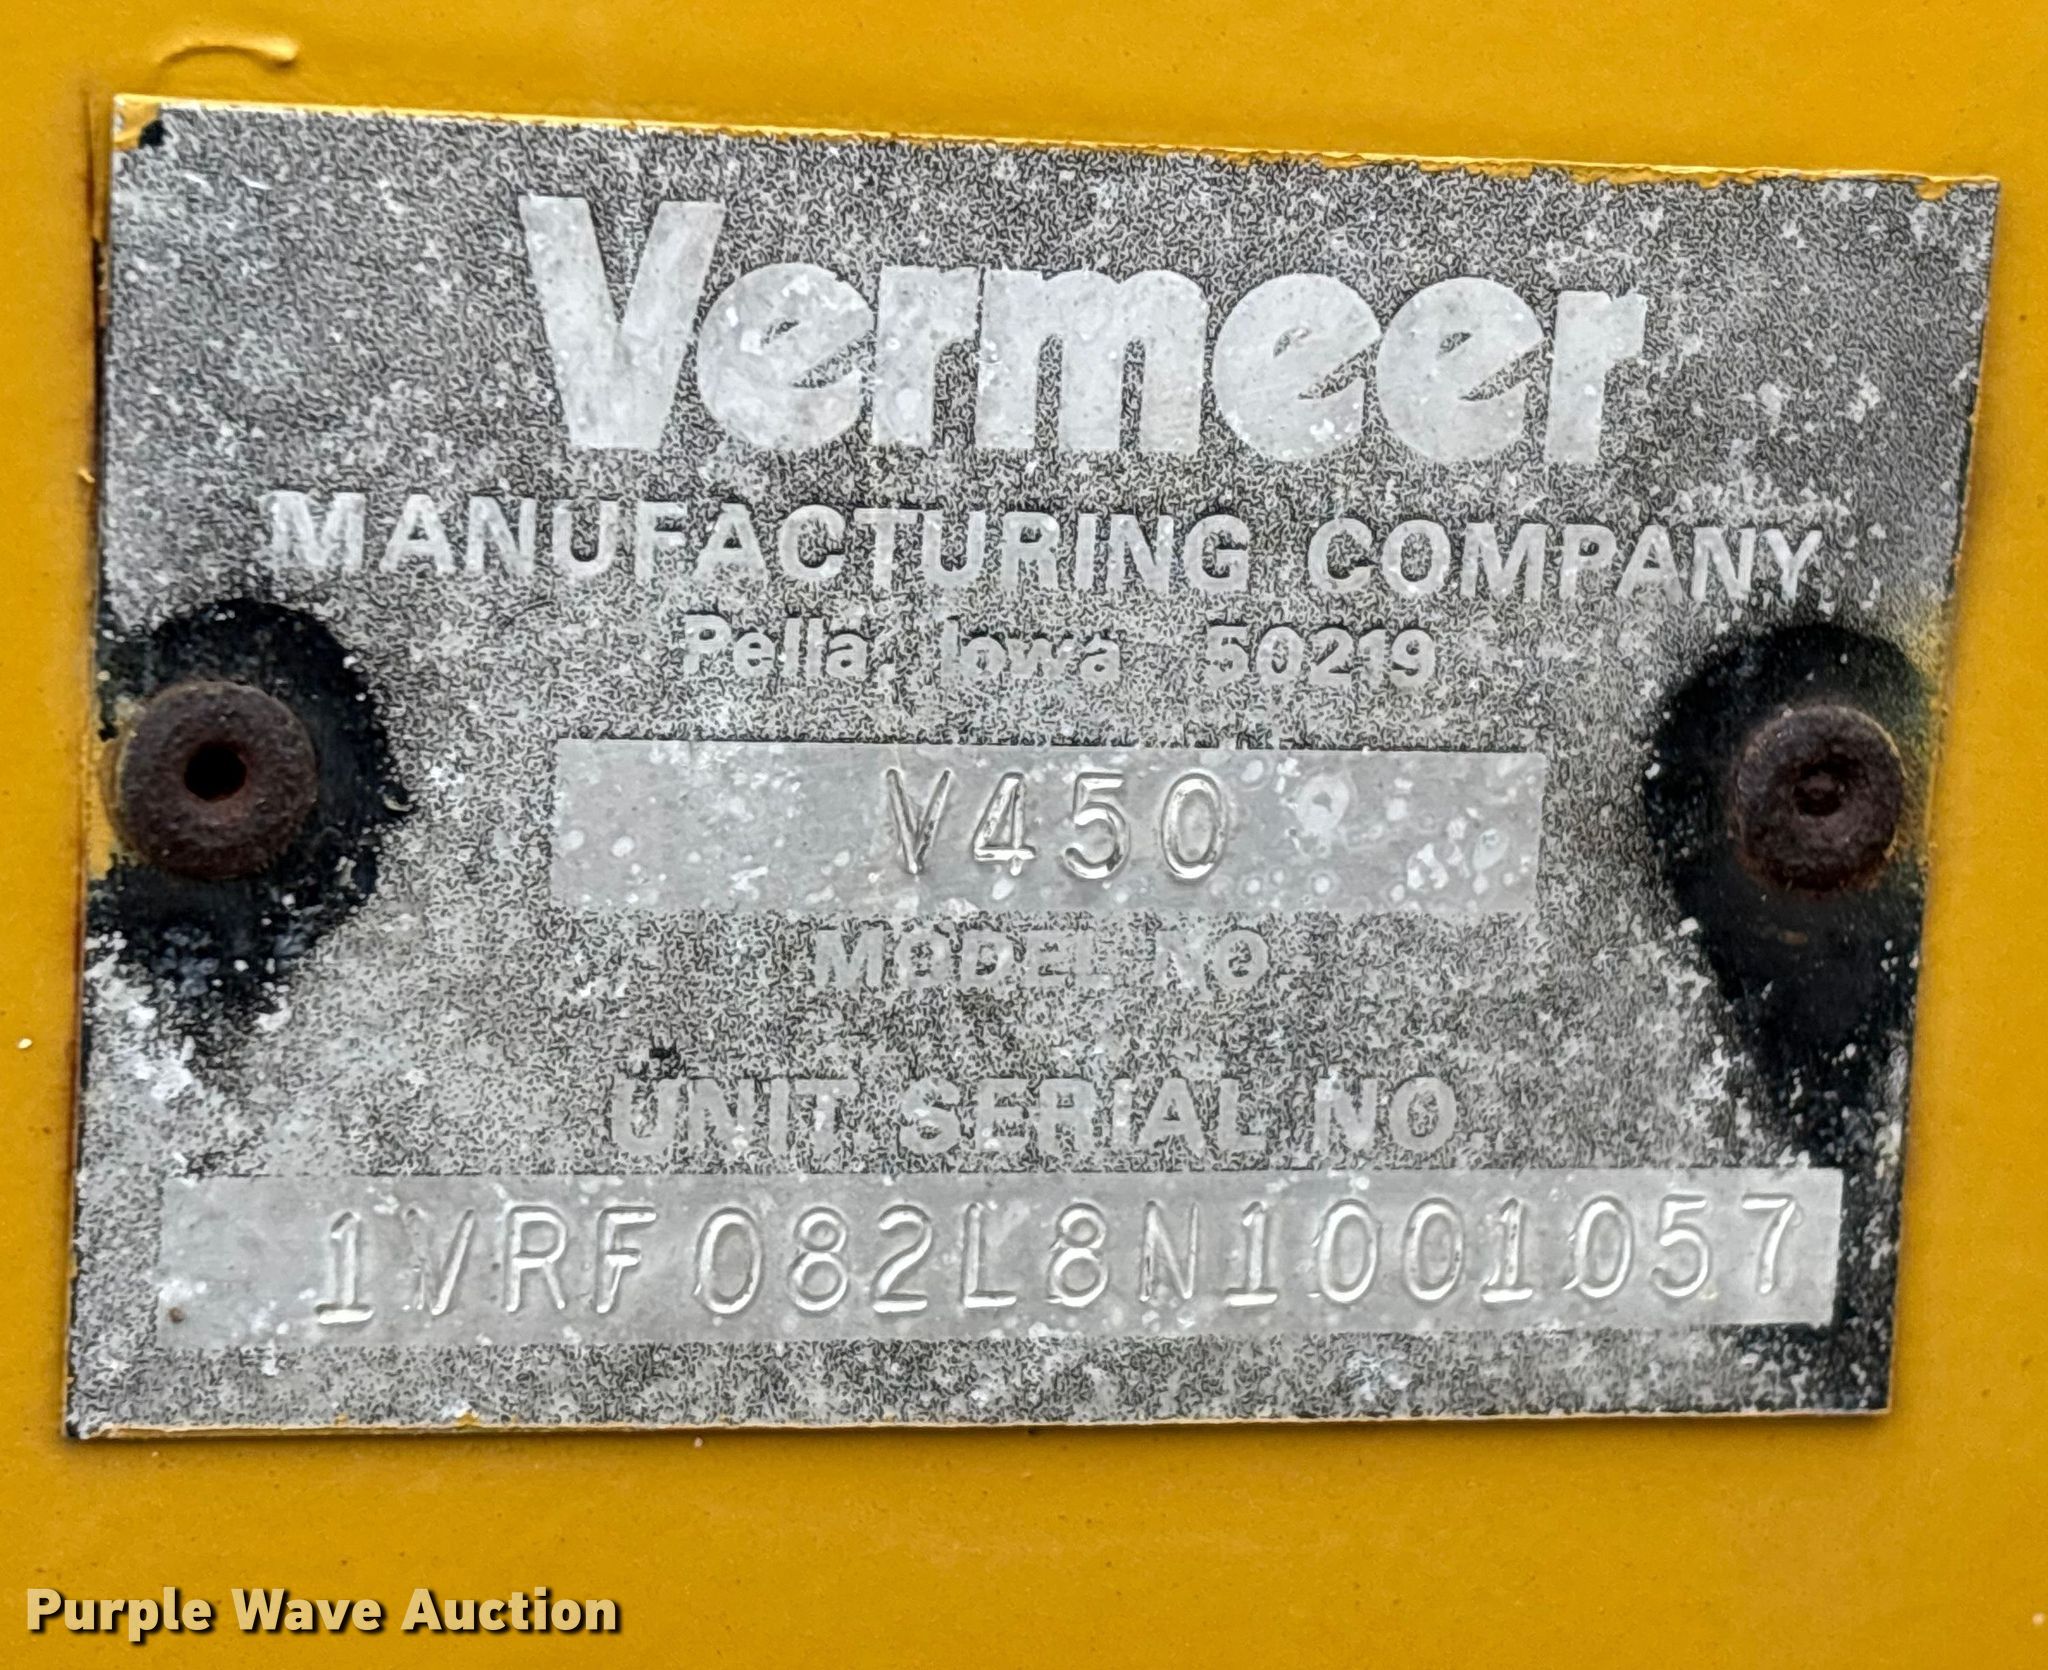 Vermeer
MANUFACTURING COMPANY
Pella, Iowa 50219
V450
MODEL NO.
UNIT SERIAL NO.
1VRF082L8N1001057
Purple Wave Auction